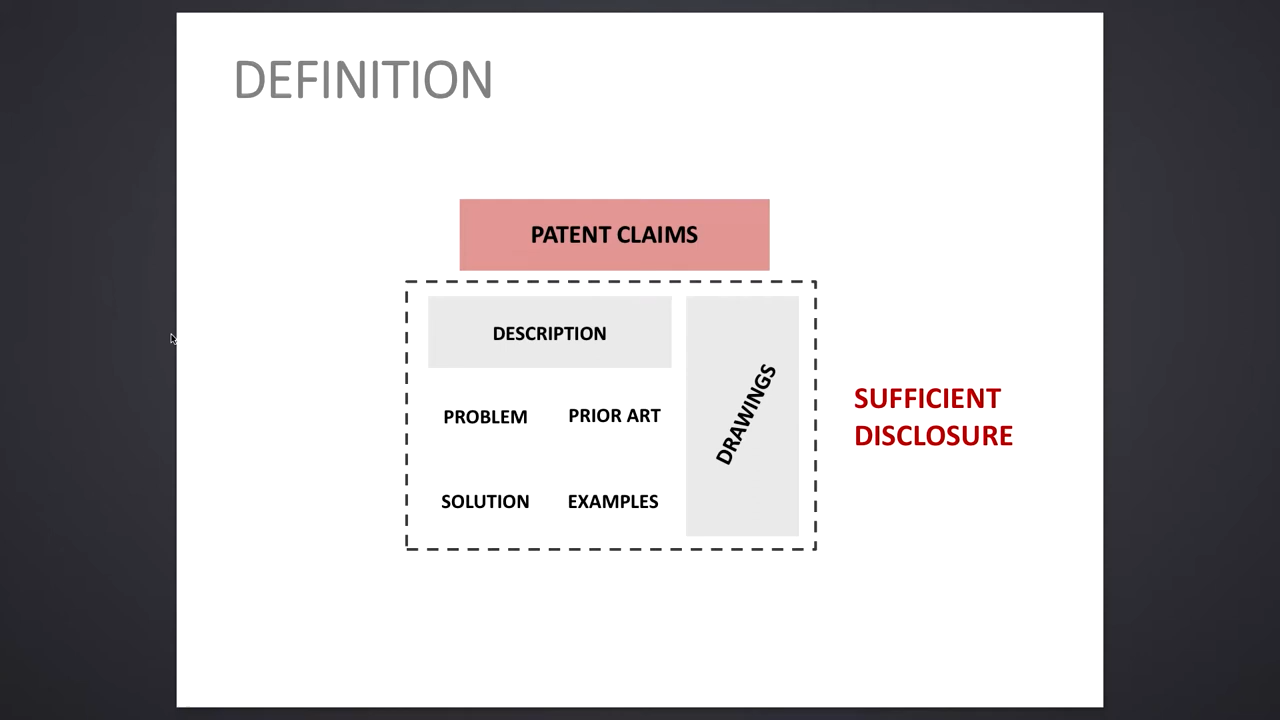 DEFINITION
PATENT CLAIMS
DESCRIPTION
PROBLEM
PRIOR ART
SOLUTION
EXAMPLES
DRAWINGS
SUFFICIENT
DISCLOSURE